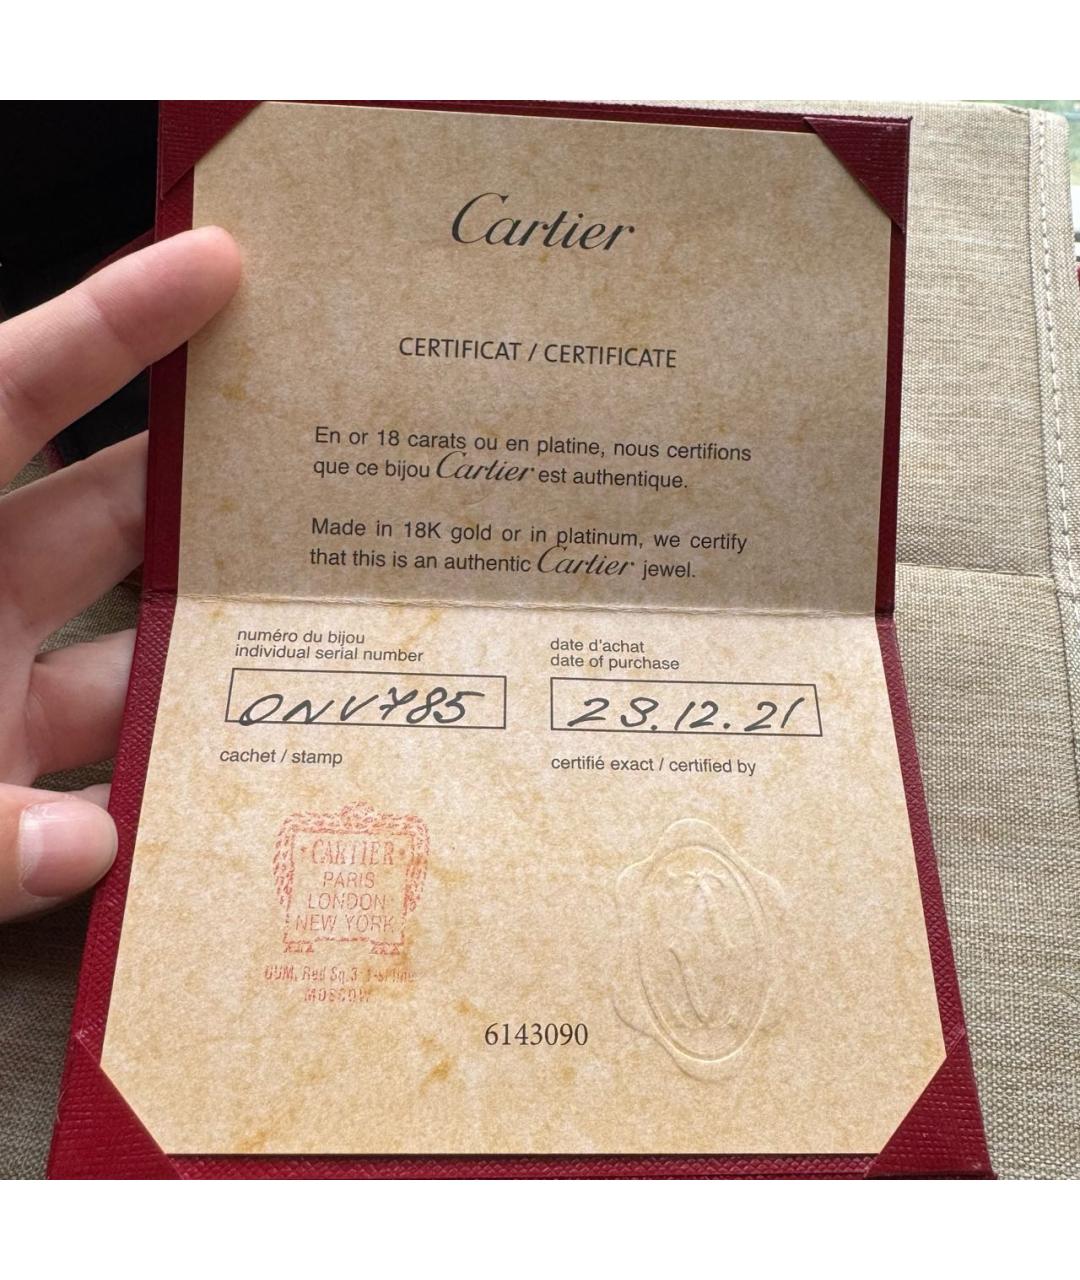 Cartier
CERTIFICAT / CERTIFICATE
En or 18 carats ou en platine, nous certifions
que ce bijou Cartier est authentique.
Made in 18K gold or in platinum, we certify
that this is an authentic Cartier jewel.
numéro du bijou
individual serial number
ONV785
date d'achat
date of purchase
29.12.21
cachet / stamp
certifié exact / certified by
CARTIER
PARIS
LONDON
NEW YORK
GUM, Red Sq.3
MOSCOW
6143090